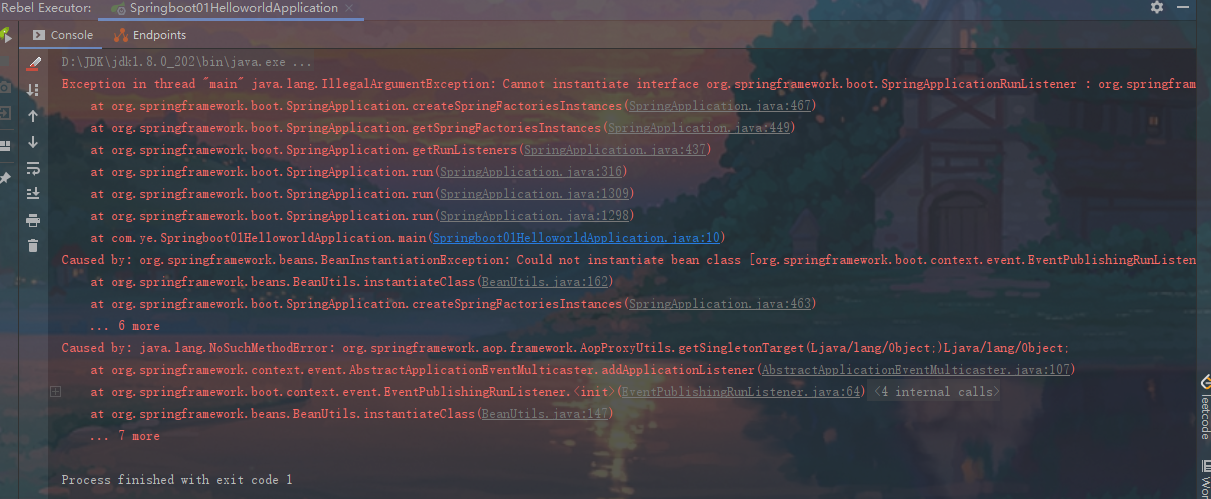 Rebel Executor: Springboot01HelloworldApplication ×
Console Endpoints
D:\JDK\jdk1.8.0_202\bin\java.exe ...
Exception in thread "main" java.lang.IllegalArgumentException: Cannot instantiate interface org.springframework.boot.SpringApplicationRunListener : org.springfram
at org.springframework.boot.SpringApplication.createSpringFactoriesInstances(SpringApplication.java:467)
at org.springframework.boot.SpringApplication.getSpringFactoriesInstances(SpringApplication.java:449)
at org.springframework.boot.SpringApplication.getRunListeners(SpringApplication.java:437)
at org.springframework.boot.SpringApplication.run(SpringApplication.java:316)
at org.springframework.boot.SpringApplication.run(SpringApplication.java:1309)
at org.springframework.boot.SpringApplication.run(SpringApplication.java:1298)
at com.ye.Springboot01HelloworldApplication.main(Springboot01HelloworldApplication.java:10)
Caused by: org.springframework.beans.BeanInstantiationException: Could not instantiate bean class [org.springframework.boot.context.event.EventPublishingRunListen
at org.springframework.beans.BeanUtils.instantiateClass(BeanUtils.java:162)
at org.springframework.boot.SpringApplication.createSpringFactoriesInstances(SpringApplication.java:463)
... 6 more
Caused by: java.lang.NoSuchMethodError: org.springframework.aop.framework.AopProxyUtils.getSingletonTarget(Ljava/lang/Object;)Ljava/lang/Object;
at org.springframework.context.event.AbstractApplicationEventMulticaster.addApplicationListener(AbstractApplicationEventMulticaster.java:107)
at org.springframework.boot.context.event.EventPublishingRunListener.<init>(EventPublishingRunListener.java:64) <4 internal calls>
at org.springframework.beans.BeanUtils.instantiateClass(BeanUtils.java:147)
... 7 more
Process finished with exit code 1
leetcode
Wor